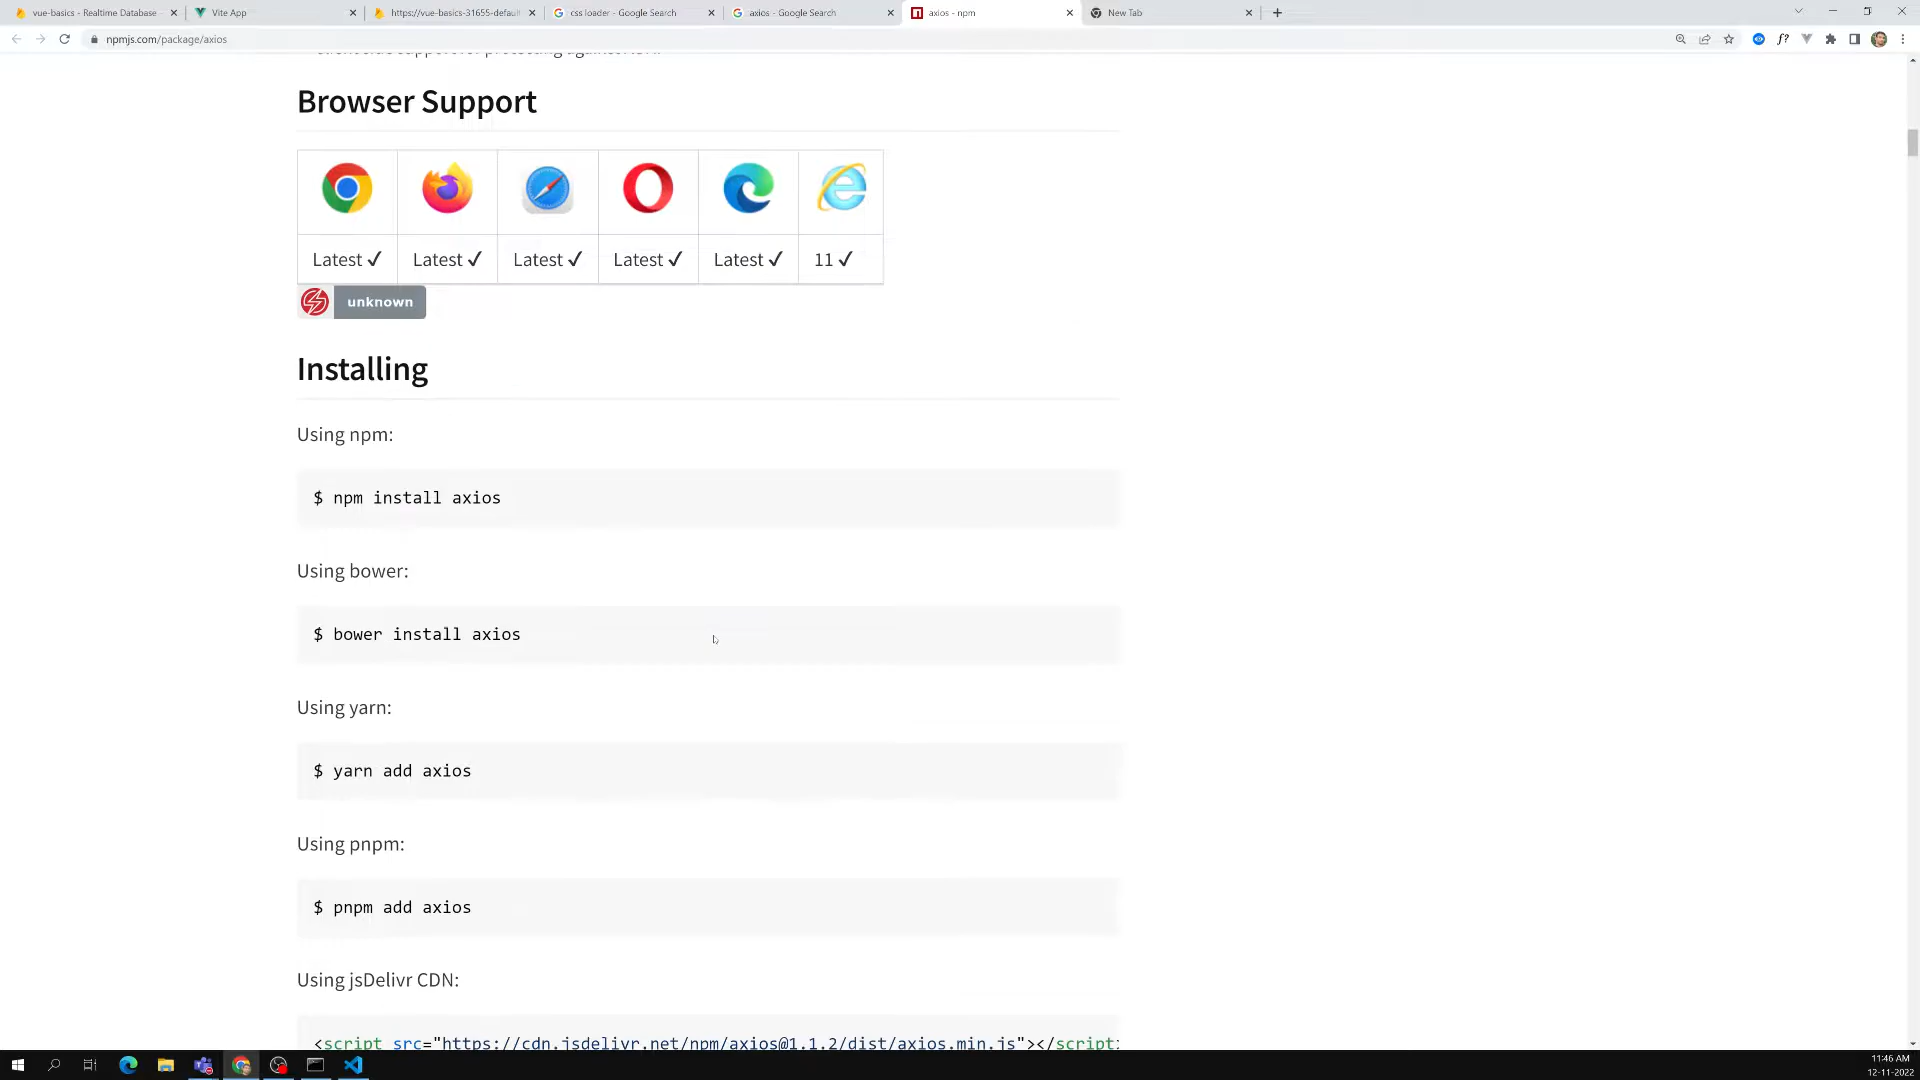 vue-basics - Realtime Database
Vite App
https://vue-basics-31655-default
css loader - Google Search
axios - Google Search
axios - npm
New Tab
npmjs.com/package/axios
Browser Support
Latest ✓ Latest ✓ Latest ✓ Latest ✓ Latest ✓ 11 ✓
unknown
Installing
Using npm:
$ npm install axios
Using bower:
$ bower install axios
Using yarn:
$ yarn add axios
Using pnpm:
$ pnpm add axios
Using jsDelivr CDN:
<script src="https://cdn.jsdelivr.net/npm/axios@1.1.2/dist/axios.min.js"></script>
11:46 AM
12-11-2022